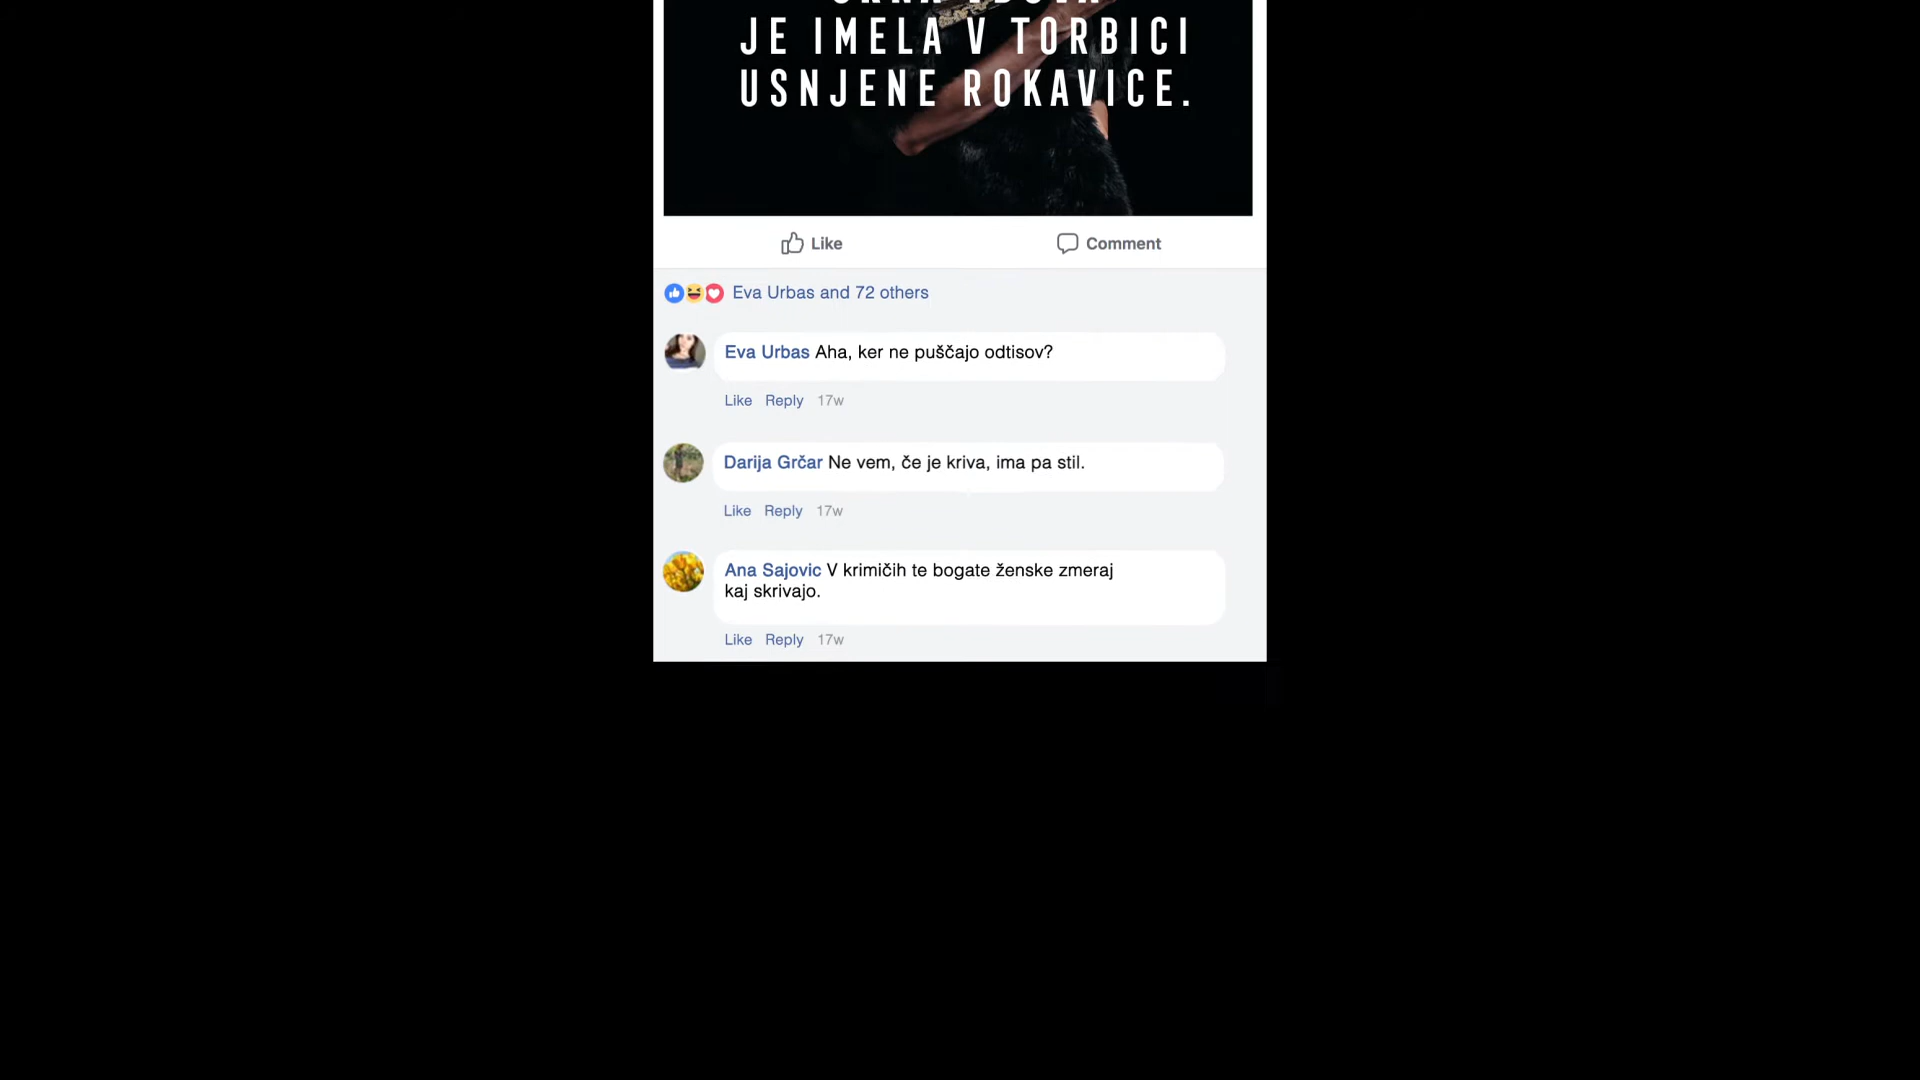 JE IMELA V TORBICI
USNJENE ROKAVICE.
Like Comment
Eva Urbas and 72 others
Eva Urbas Aha, ker ne puščajo odtisov?
Like Reply 17w
Darija Grčar Ne vem, če je kriva, ima pa stil.
Like Reply 17w
Ana Sajovic V krimičih te bogate ženske zmeraj
kaj skrivajo.
Like Reply 17w